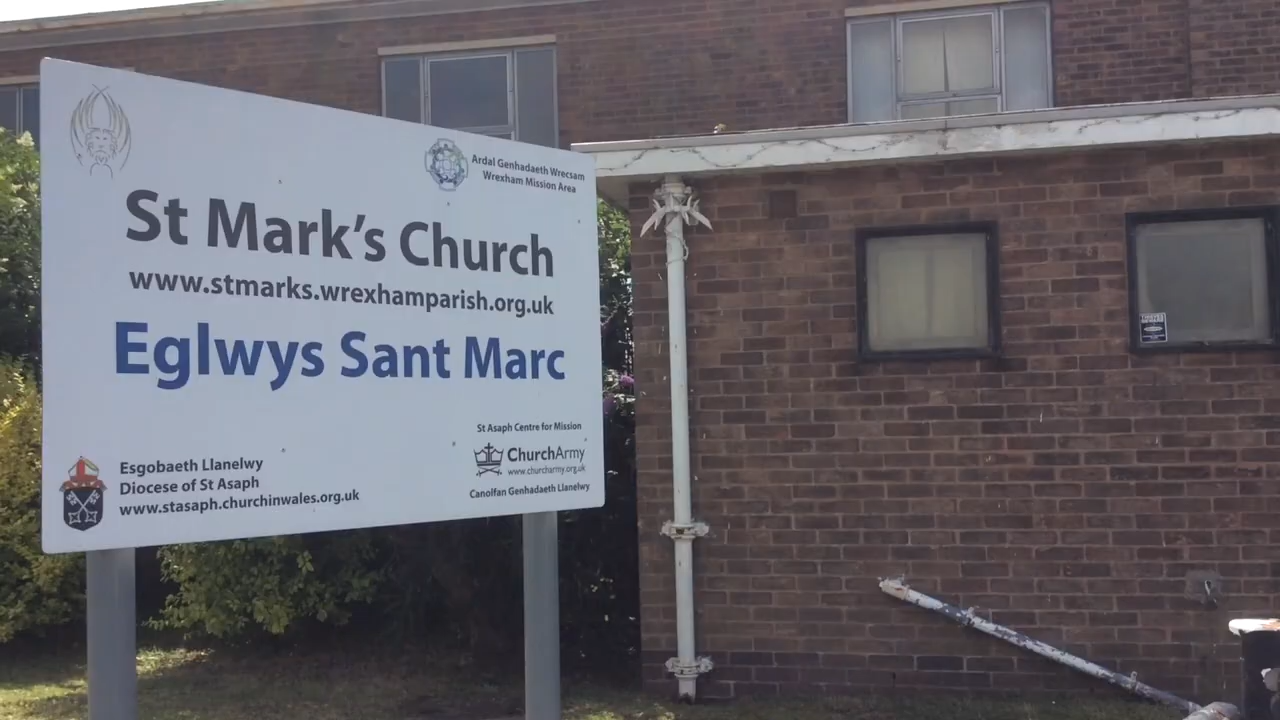 Ardal Genhadaeth Wrecsam
Wrexham Mission Area
St Mark's Church
www.stmarks.wrexhamparish.org.uk
Eglwys Sant Marc
St Asaph Centre for Mission
ChurchArmy
www.churcharmy.org.uk
Canolfan Genhadaeth Llanelwy
Esgobaeth Llanelwy
Diocese of St Asaph
www.stasaph.churchinwales.org.uk